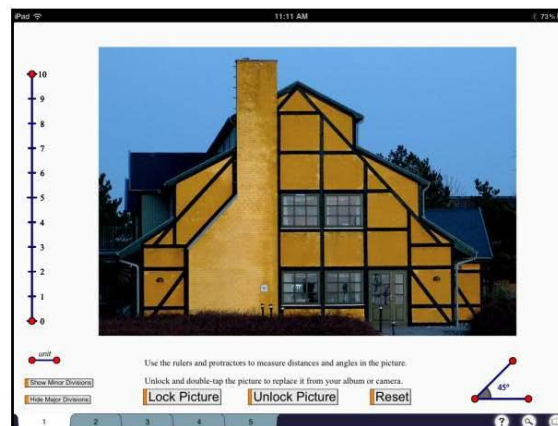 iPad
11:11 AM
73%
10
9
8
7
6
5
4
3
2
1
0
unit
Use the rulers and protractors to measure distances and angles in the picture.
Show Minor Divisions
Unlock and double-tap the picture to replace it from your album or camera.
Hide Major Divisions
Lock Picture
Unlock Picture
Reset
45°
1
2
3
4
5
?